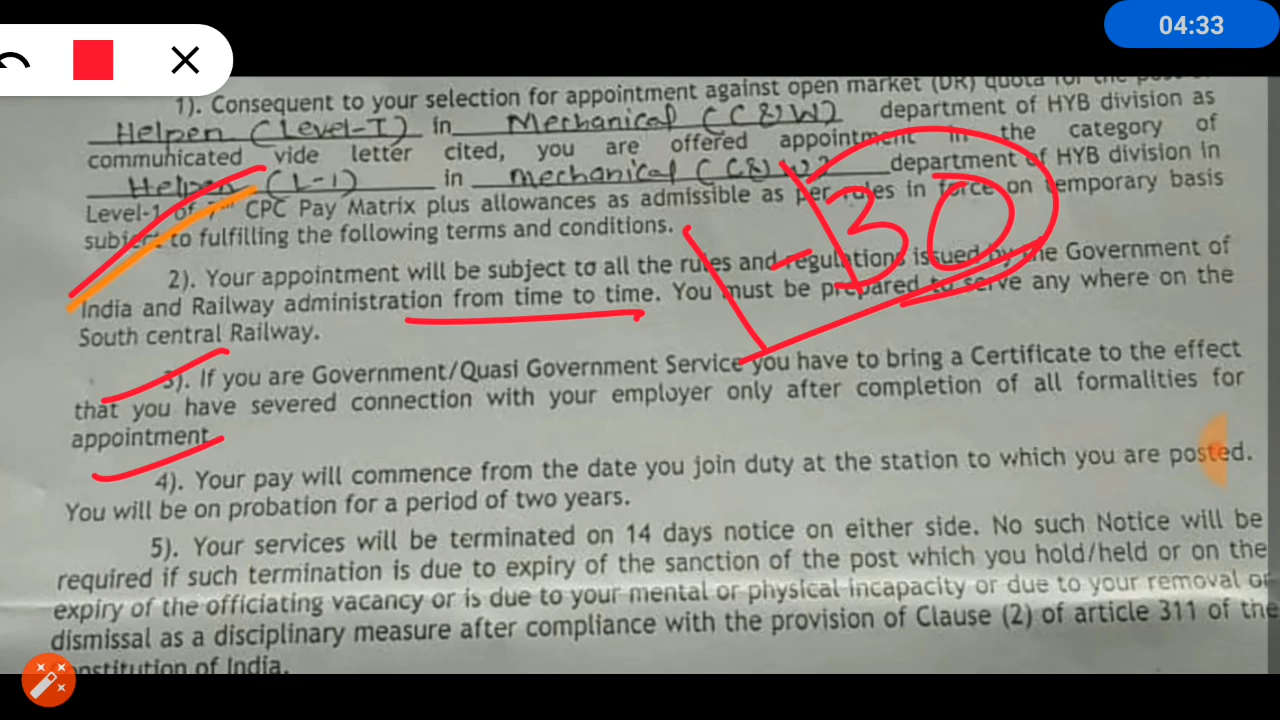 04:33
1). Consequent to your selection for appointment against open market (DR) quota for the post of
Helper (Level-I) in Mechanical (C&W) department of HYB division as
communicated vide letter cited, you are offered appointment in the category of
Helper (L-1) in Mechanical (C&W) department of HYB division in
Level-1 of 7th CPC Pay Matrix plus allowances as admissible as per rules in force on temporary basis
subject to fulfilling the following terms and conditions.
-30
2). Your appointment will be subject to all the rules and regulations issued by the Government of
India and Railway administration from time to time. You must be prepared to serve any where on the
South central Railway.
3). If you are Government/Quasi Government Service you have to bring a Certificate to the effect
that you have severed connection with your employer only after completion of all formalities for
appointment.
4). Your pay will commence from the date you join duty at the station to which you are posted.
You will be on probation for a period of two years.
5). Your services will be terminated on 14 days notice on either side. No such Notice will be
required if such termination is due to expiry of the sanction of the post which you hold/held or on the
expiry of the officiating vacancy or is due to your mental or physical incapacity or due to your removal or
dismissal as a disciplinary measure after compliance with the provision of Clause (2) of article 311 of the
constitution of India.